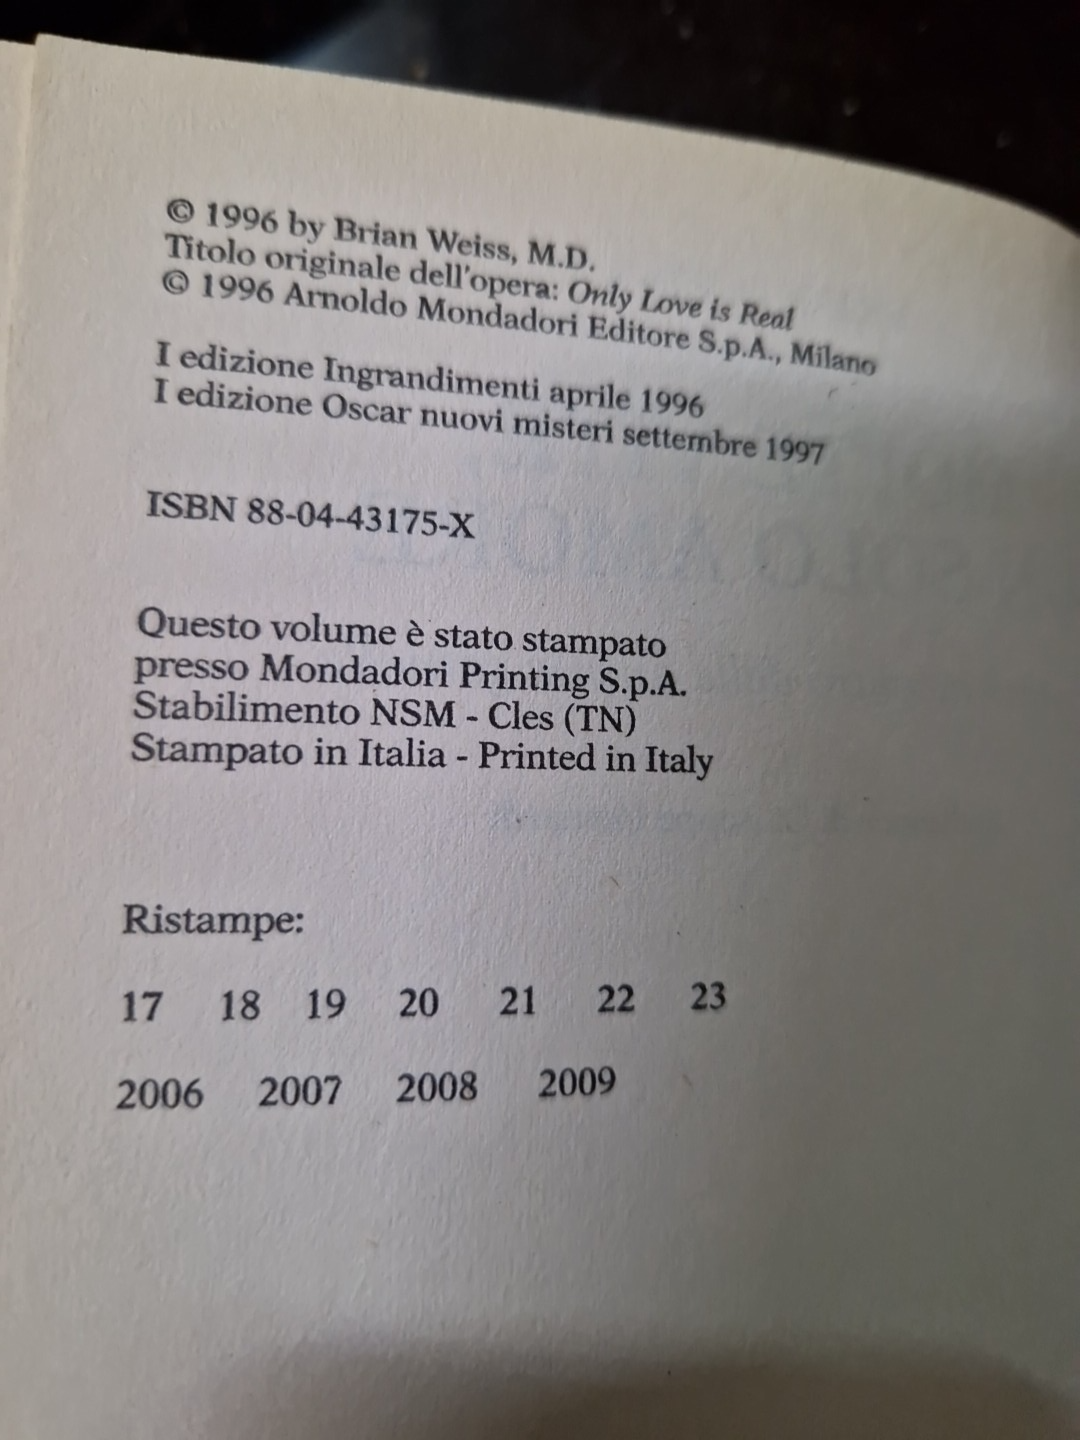 © 1996 by Brian Weiss, M.D.
Titolo originale dell'opera: Only Love is Real
© 1996 Arnoldo Mondadori Editore S.p.A., Milano
I edizione Ingrandimenti aprile 1996
I edizione Oscar nuovi misteri settembre 1997
ISBN 88-04-43175-X
Questo volume è stato stampato
presso Mondadori Printing S.p.A.
Stabilimento NSM - Cles (TN)
Stampato in Italia - Printed in Italy
Ristampe:
17 18 19 20 21 22 23
2006 2007 2008 2009